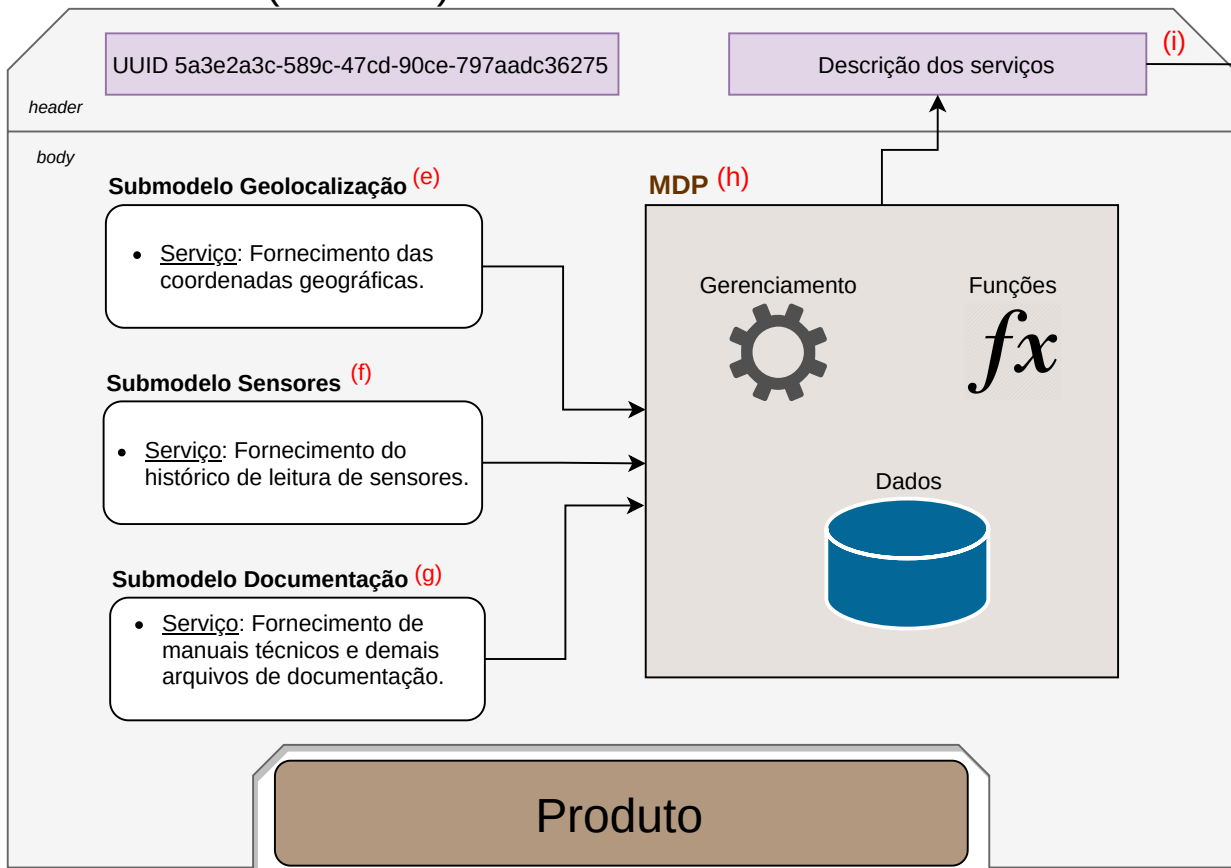 UUID 5a3e2a3c-589c-47cd-90ce-797aadc36275
Descrição dos serviços
(i)
header
body
Submodelo Geolocalização (e)
Serviço: Fornecimento das
coordenadas geográficas.
Submodelo Sensores (f)
Serviço: Fornecimento do
histórico de leitura de sensores.
Submodelo Documentação (g)
Serviço: Fornecimento de
manuais técnicos e demais
arquivos de documentação.
MDP (h)
Gerenciamento
Funções
fx
Dados
Produto